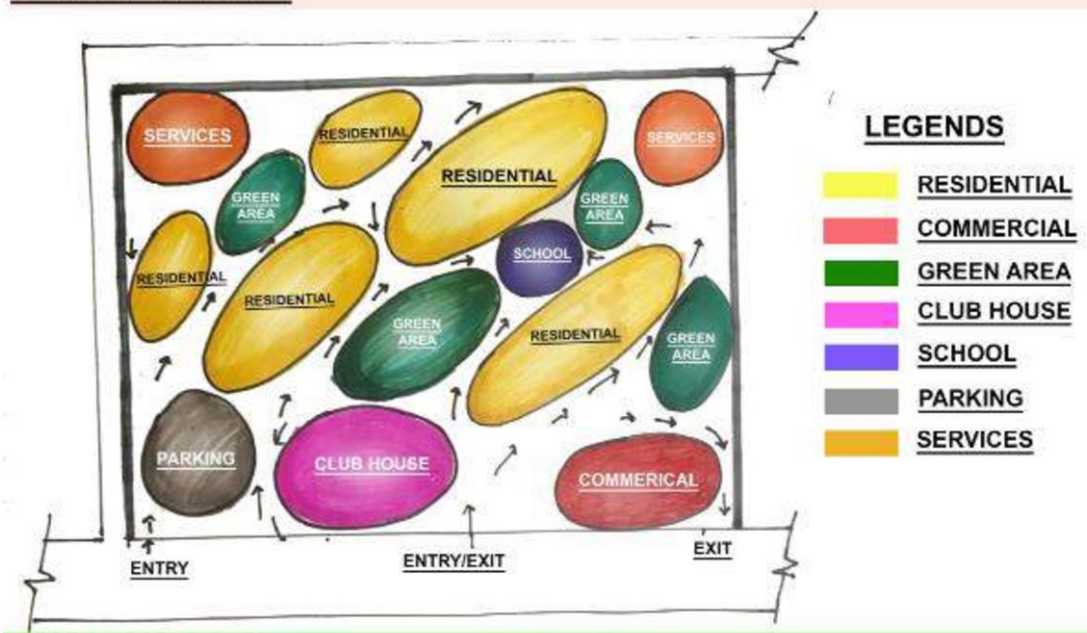 SERVICES
RESIDENTIAL
RESIDENTIAL
SERVICES
GREEN
AREA
GREEN
AREA
SCHOOL
RESIDENTIAL
RESIDENTIAL
GREEN
AREA
RESIDENTIAL
GREEN
AREA
PARKING
CLUB HOUSE
COMMERICAL
ENTRY
ENTRY/EXIT
EXIT
LEGENDS
RESIDENTIAL
COMMERCIAL
GREEN AREA
CLUB HOUSE
SCHOOL
PARKING
SERVICES